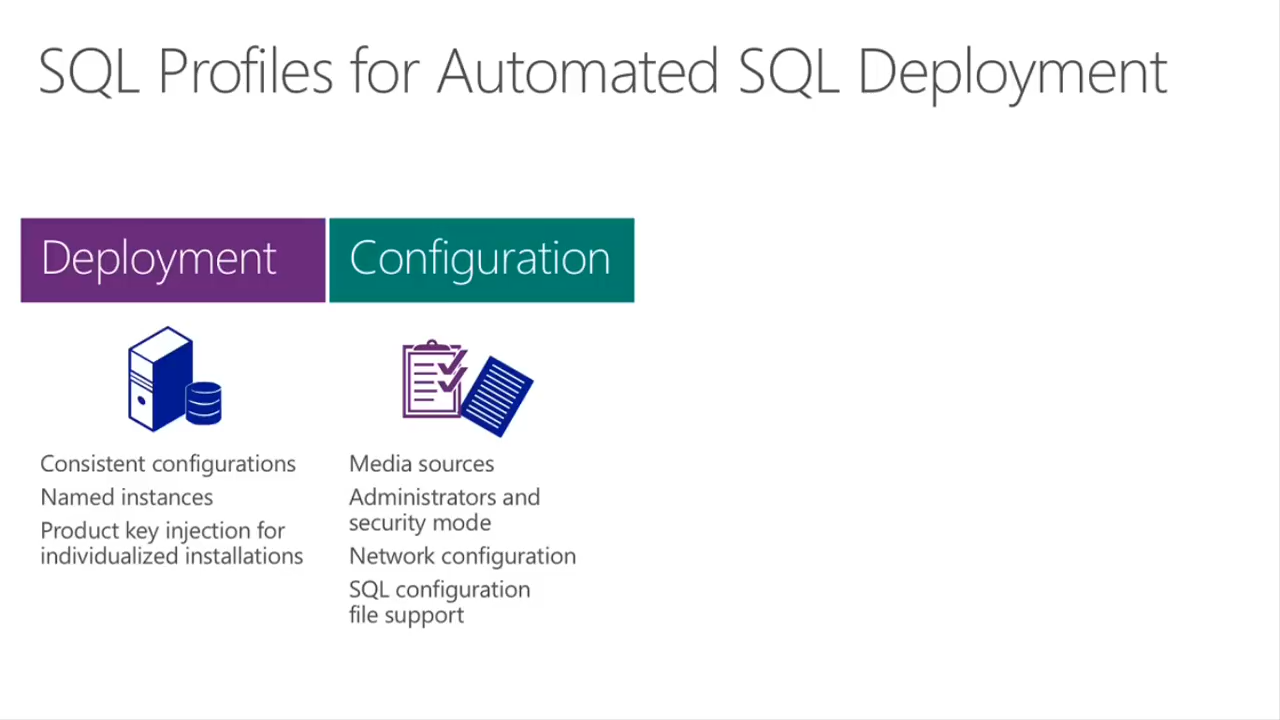 SQL Profiles for Automated SQL Deployment
Deployment
Consistent configurations
Named instances
Product key injection for
individualized installations
Configuration
Media sources
Administrators and
security mode
Network configuration
SQL configuration
file support